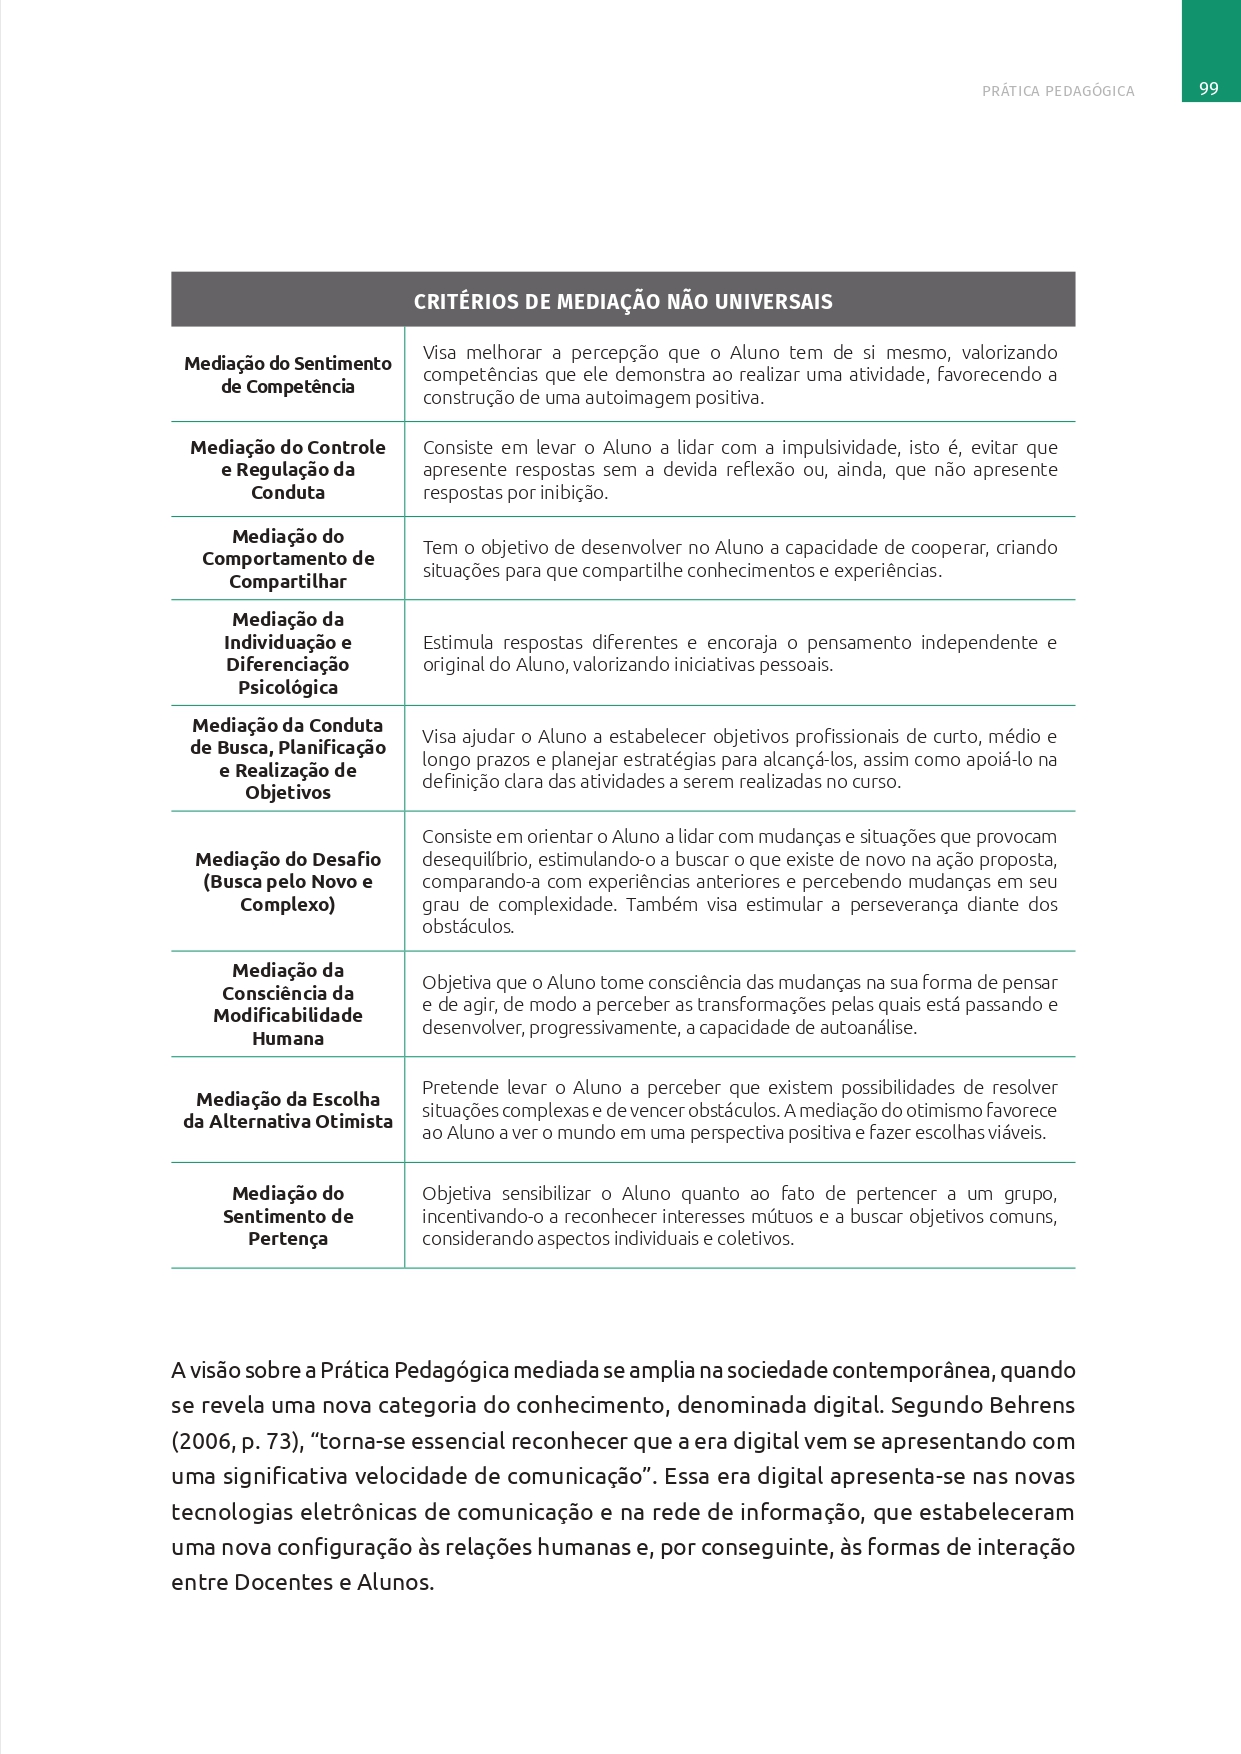 PRÁTICA PEDAGÓGICA
99
CRITÉRIOS DE MEDIAÇÃO NÃO UNIVERSAIS
Mediação do Sentimento
de Competência
Visa melhorar a percepção que o Aluno tem de si mesmo, valorizando
competências que ele demonstra ao realizar uma atividade, favorecendo a
construção de uma autoimagem positiva.
Mediação do Controle
e Regulação da
Conduta
Consiste em levar o Aluno a lidar com a impulsividade, isto é, evitar que
apresente respostas sem a devida reflexão ou, ainda, que não apresente
respostas por inibição.
Mediação do
Comportamento de
Compartilhar
Tem o objetivo de desenvolver no Aluno a capacidade de cooperar, criando
situações para que compartilhe conhecimentos e experiências.
Mediação da
Individuação e
Diferenciação
Psicológica
Estimula respostas diferentes e encoraja o pensamento independente e
original do Aluno, valorizando iniciativas pessoais.
Mediação da Conduta
de Busca, Planificação
e Realização de
Objetivos
Visa ajudar o Aluno a estabelecer objetivos profissionais de curto, médio e
longo prazos e planejar estratégias para alcançá-los, assim como apoiá-lo na
definição clara das atividades a serem realizadas no curso.
Mediação do Desafio
(Busca pelo Novo e
Complexo)
Consiste em orientar o Aluno a lidar com mudanças e situações que provocam
desequilíbrio, estimulando-o a buscar o que existe de novo na ação proposta,
comparando-a com experiências anteriores e percebendo mudanças em seu
grau de complexidade. Também visa estimular a perseverança diante dos
obstáculos.
Mediação da
Consciência da
Modificabilidade
Humana
Objetiva que o Aluno tome consciência das mudanças na sua forma de pensar
e de agir, de modo a perceber as transformações pelas quais está passando e
desenvolver, progressivamente, a capacidade de autoanálise.
Mediação da Escolha
da Alternativa Otimista
Pretende levar o Aluno a perceber que existem possibilidades de resolver
situações complexas e de vencer obstáculos. A mediação do otimismo favorece
ao Aluno a ver o mundo em uma perspectiva positiva e fazer escolhas viáveis.
Mediação do
Sentimento de
Pertença
Objetiva sensibilizar o Aluno quanto ao fato de pertencer a um grupo,
incentivando-o a reconhecer interesses mútuos e a buscar objetivos comuns,
considerando aspectos individuais e coletivos.
A visão sobre a Prática Pedagógica mediada se amplia na sociedade contemporânea, quando
se revela uma nova categoria do conhecimento, denominada digital. Segundo Behrens
(2006, p. 73), “torna-se essencial reconhecer que a era digital vem se apresentando com
uma significativa velocidade de comunicação”. Essa era digital apresenta-se nas novas
tecnologias eletrônicas de comunicação e na rede de informação, que estabeleceram
uma nova configuração às relações humanas e, por conseguinte, às formas de interação
entre Docentes e Alunos.